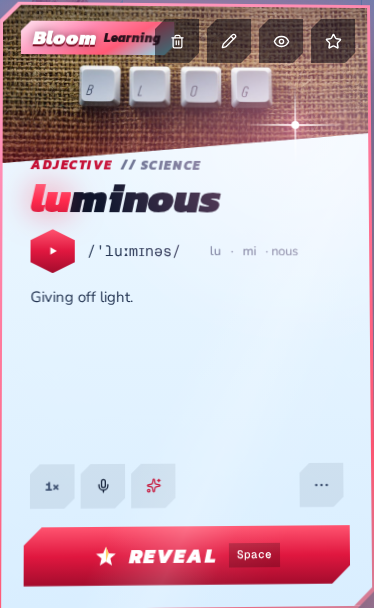 Bloom Learning
B L O G
ADJECTIVE // SCIENCE
luminous
/ˈluːmɪnəs/ lu · mi · nous
Giving off light.
1×
...
REVEAL Space